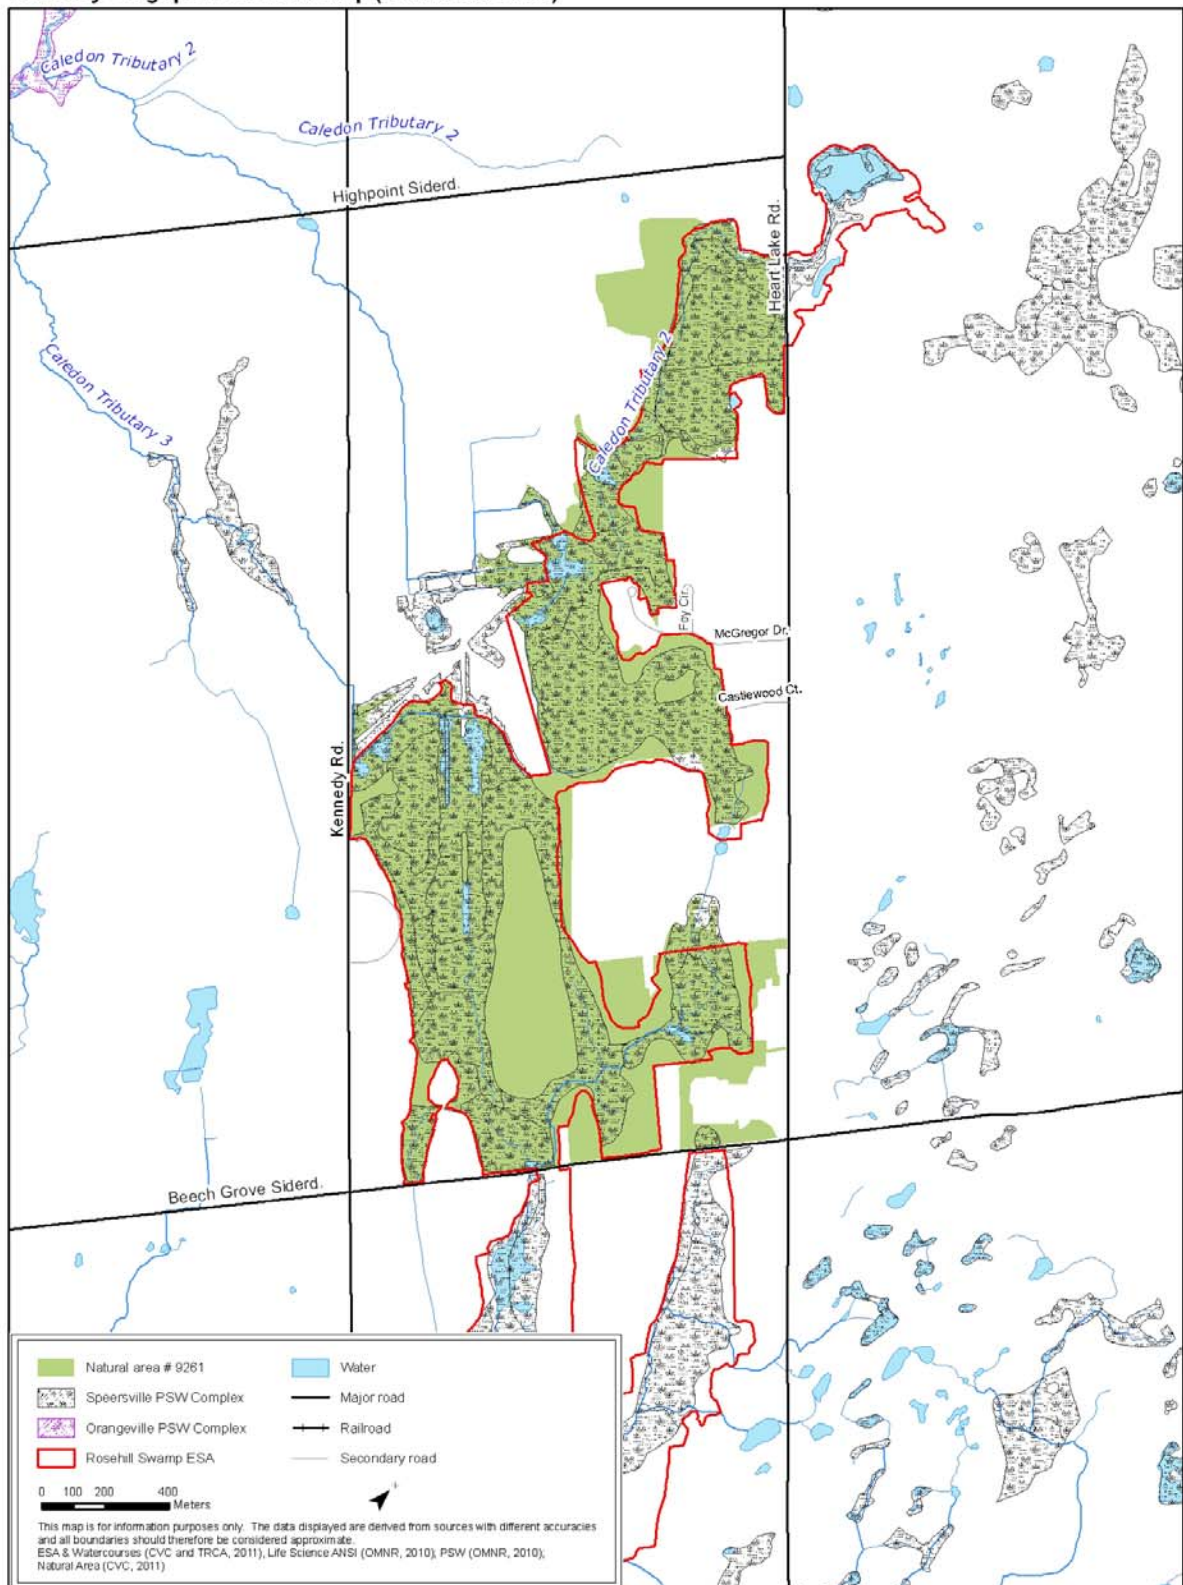 Caledon Tributary 2
Caledon Tributary 2
Highpoint Siderd.
Heart Lake Rd.
Caledon Tributary 2
Caledon Tributary 3
Foy Cir.
McGregor Dr.
Castlewood Ct.
Kennedy Rd.
Beech Grove Siderd.
Natural area # 9261
Water
Speersville PSW Complex
Major road
Orangeville PSW Complex
Railroad
Rosehill Swamp ESA
Secondary road
0 100 200 400
Meters
This map is for information purposes only. The data displayed are derived from sources with different accuracies
and all boundaries should therefore be considered approximate.
ESA & Watercourses (CVC and TRCA, 2011), Life Science ANSI (OMNR, 2010); PSW (OMNR, 2010);
Natural Area (CVC, 2011)